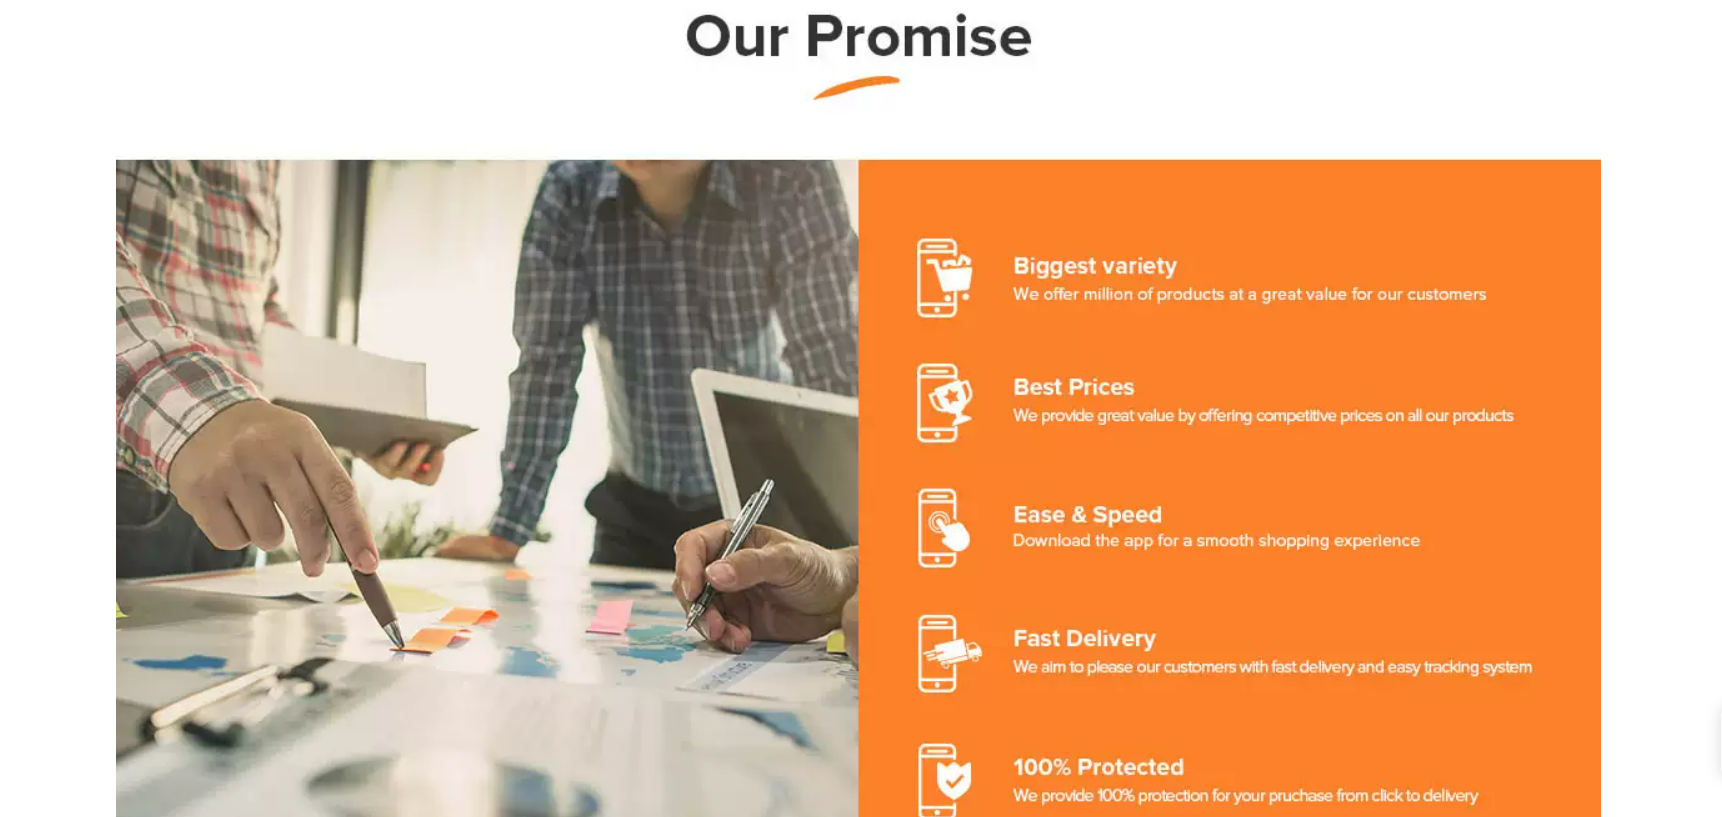 Our Promise
Biggest variety
We offer million of products at a great value for our customers
Best Prices
We provide great value by offering competitive prices on all our products
Ease & Speed
Download the app for a smooth shopping experience
Fast Delivery
We aim to please our customers with fast delivery and easy tracking system
100% Protected
We provide 100% protection for your pruchase from click to delivery